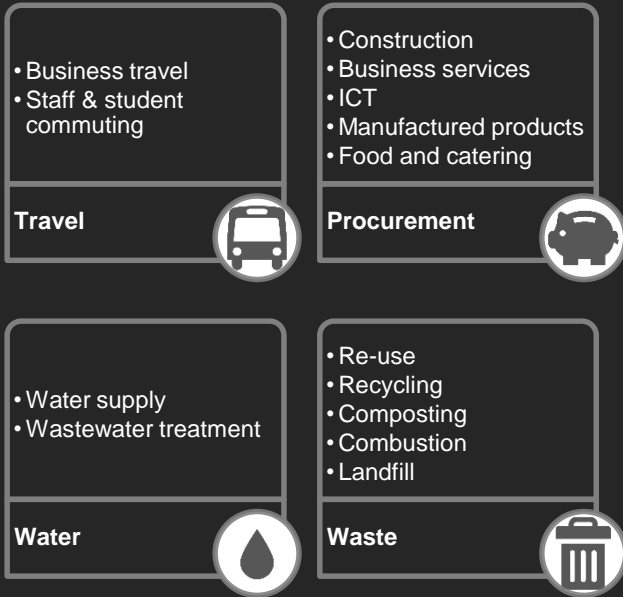 • Business travel
• Staff & student
commuting
Travel
• Construction
• Business services
• ICT
• Manufactured products
• Food and catering
Procurement
• Water supply
• Wastewater treatment
Water
• Re-use
• Recycling
• Composting
• Combustion
• Landfill
Waste